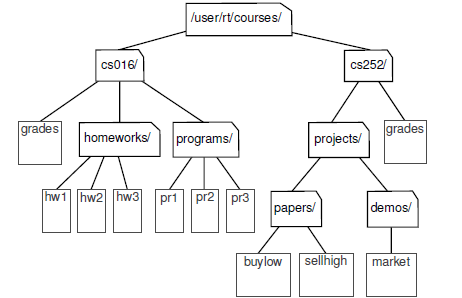 /user/rt/courses/
cs016/
cs252/
grades
homeworks/
programs/
projects/
grades
hw1
hw2
hw3
pr1
pr2
pr3
papers/
demos/
buylow
sellhigh
market